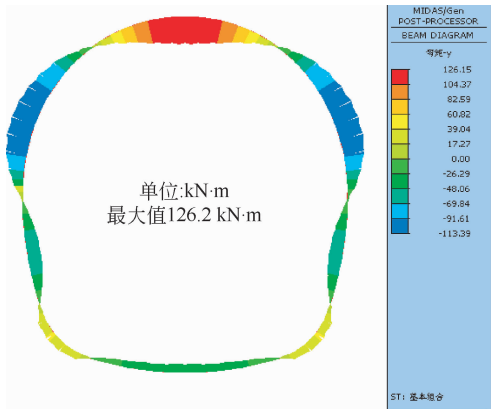 MIDAS/Gen
POST-PROCESSOR
BEAM DIAGRAM
弯矩-y
126.15
104.37
82.59
60.82
39.04
17.27
0.00
-26.29
-48.06
-69.84
-91.61
-113.39
单位:kN·m
最大值126.2 kN·m
ST: 基本组合